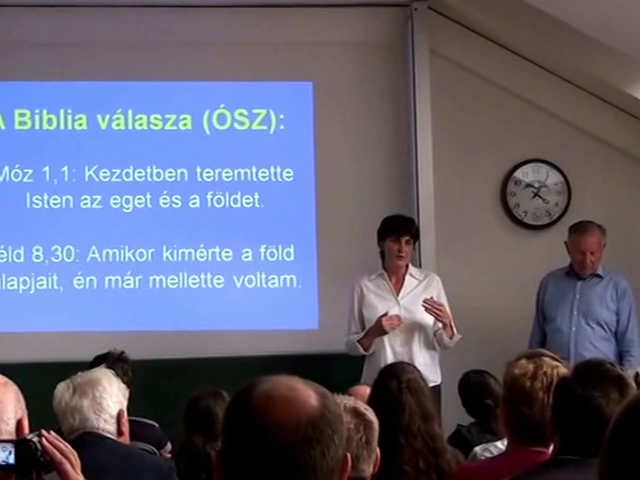 A Biblia válasza (ÓSZ):
Móz 1,1: Kezdetben teremtette
Isten az eget és a földet.
Péld 8,30: Amikor kimérte a föld
alapjait, én már mellette voltam.